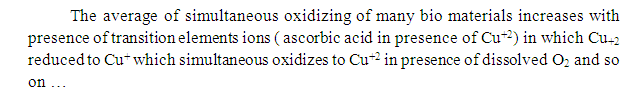 The average of simultaneous oxidizing of many bio materials increases with
presence of transition elements ions ( ascorbic acid in presence of Cu⁺²) in which Cu₊₂
reduced to Cu⁺ which simultaneous oxidizes to Cu⁺² in presence of dissolved O₂ and so
on …